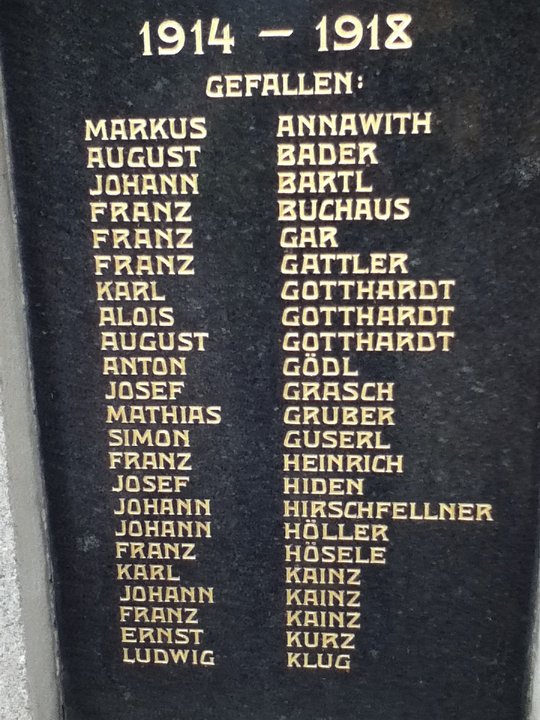 1914 – 1918
GEFALLEN:
MARKUS ANNAWITH
AUGUST BADER
JOHANN BARTL
FRANZ BUCHAUS
FRANZ GAR
FRANZ GATTLER
KARL GOTTHARDT
ALOIS GOTTHARDT
AUGUST GOTTHARDT
ANTON GÖDL
JOSEF GRASCH
MATHIAS GRUBER
SIMON GUSERL
FRANZ HEINRICH
JOSEF HIDEN
JOHANN HIRSCHFELLNER
JOHANN HÖLLER
FRANZ HÖSELE
KARL KAINZ
JOHANN KAINZ
FRANZ KAINZ
ERNST KURZ
LUDWIG KLUG